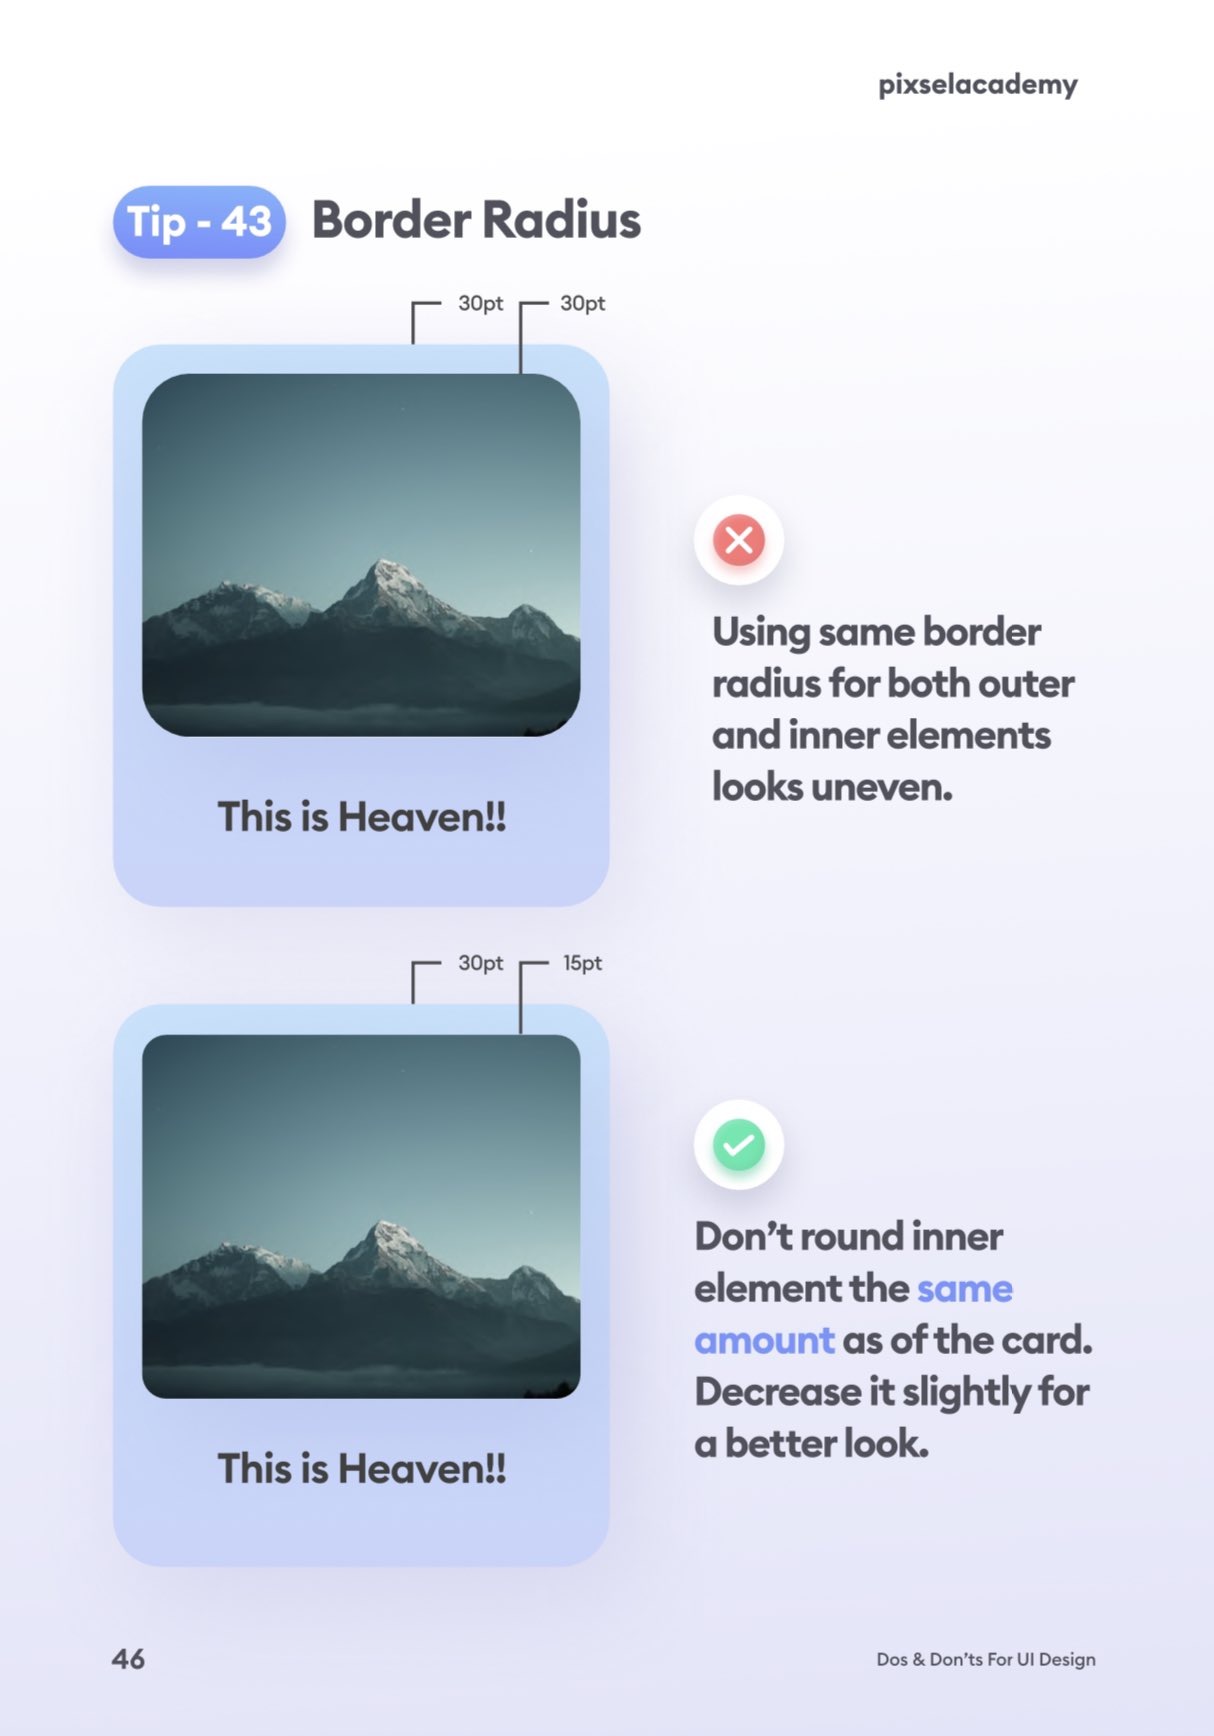 pixselacademy
Tip - 43 Border Radius
30pt 30pt
This is Heaven!!
Using same border
radius for both outer
and inner elements
looks uneven.
30pt 15pt
This is Heaven!!
Don’t round inner
element the same
amount as of the card.
Decrease it slightly for
a better look.
46
Dos & Don’ts For UI Design